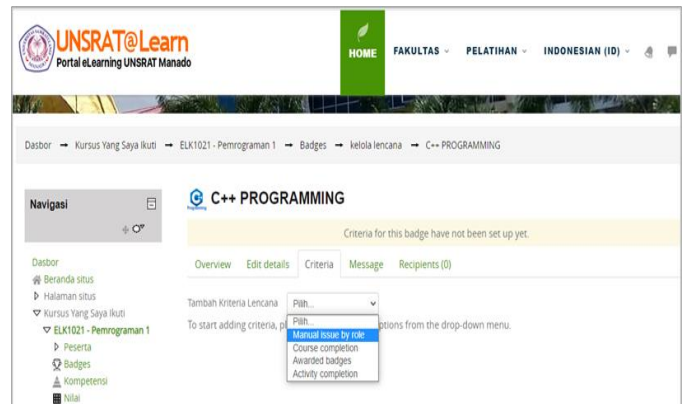 UNSRAT@Learn
Portal eLearning UNSRAT Manado
HOME FAKULTAS PELATIHAN INDONESIAN (ID)
Dasbor → Kursus Yang Saya Ikuti → ELK1021 - Pemrograman 1 → Badges → kelola lencana → C++ PROGRAMMING
Navigasi
C++ PROGRAMMING
Criteria for this badge have not been set up yet.
Overview Edit details Criteria Message Recipients (0)
Tambah Kriteria Lencana Pilih...
To start adding criteria, options from the drop-down menu.
Pilih...
Manual issue by role
Course completion
Awarded badges
Activity completion
Dasbor
Beranda situs
Halaman situs
Kursus Yang Saya Ikuti
ELK1021 - Pemrograman 1
Peserta
Badges
Kompetensi
Nilai